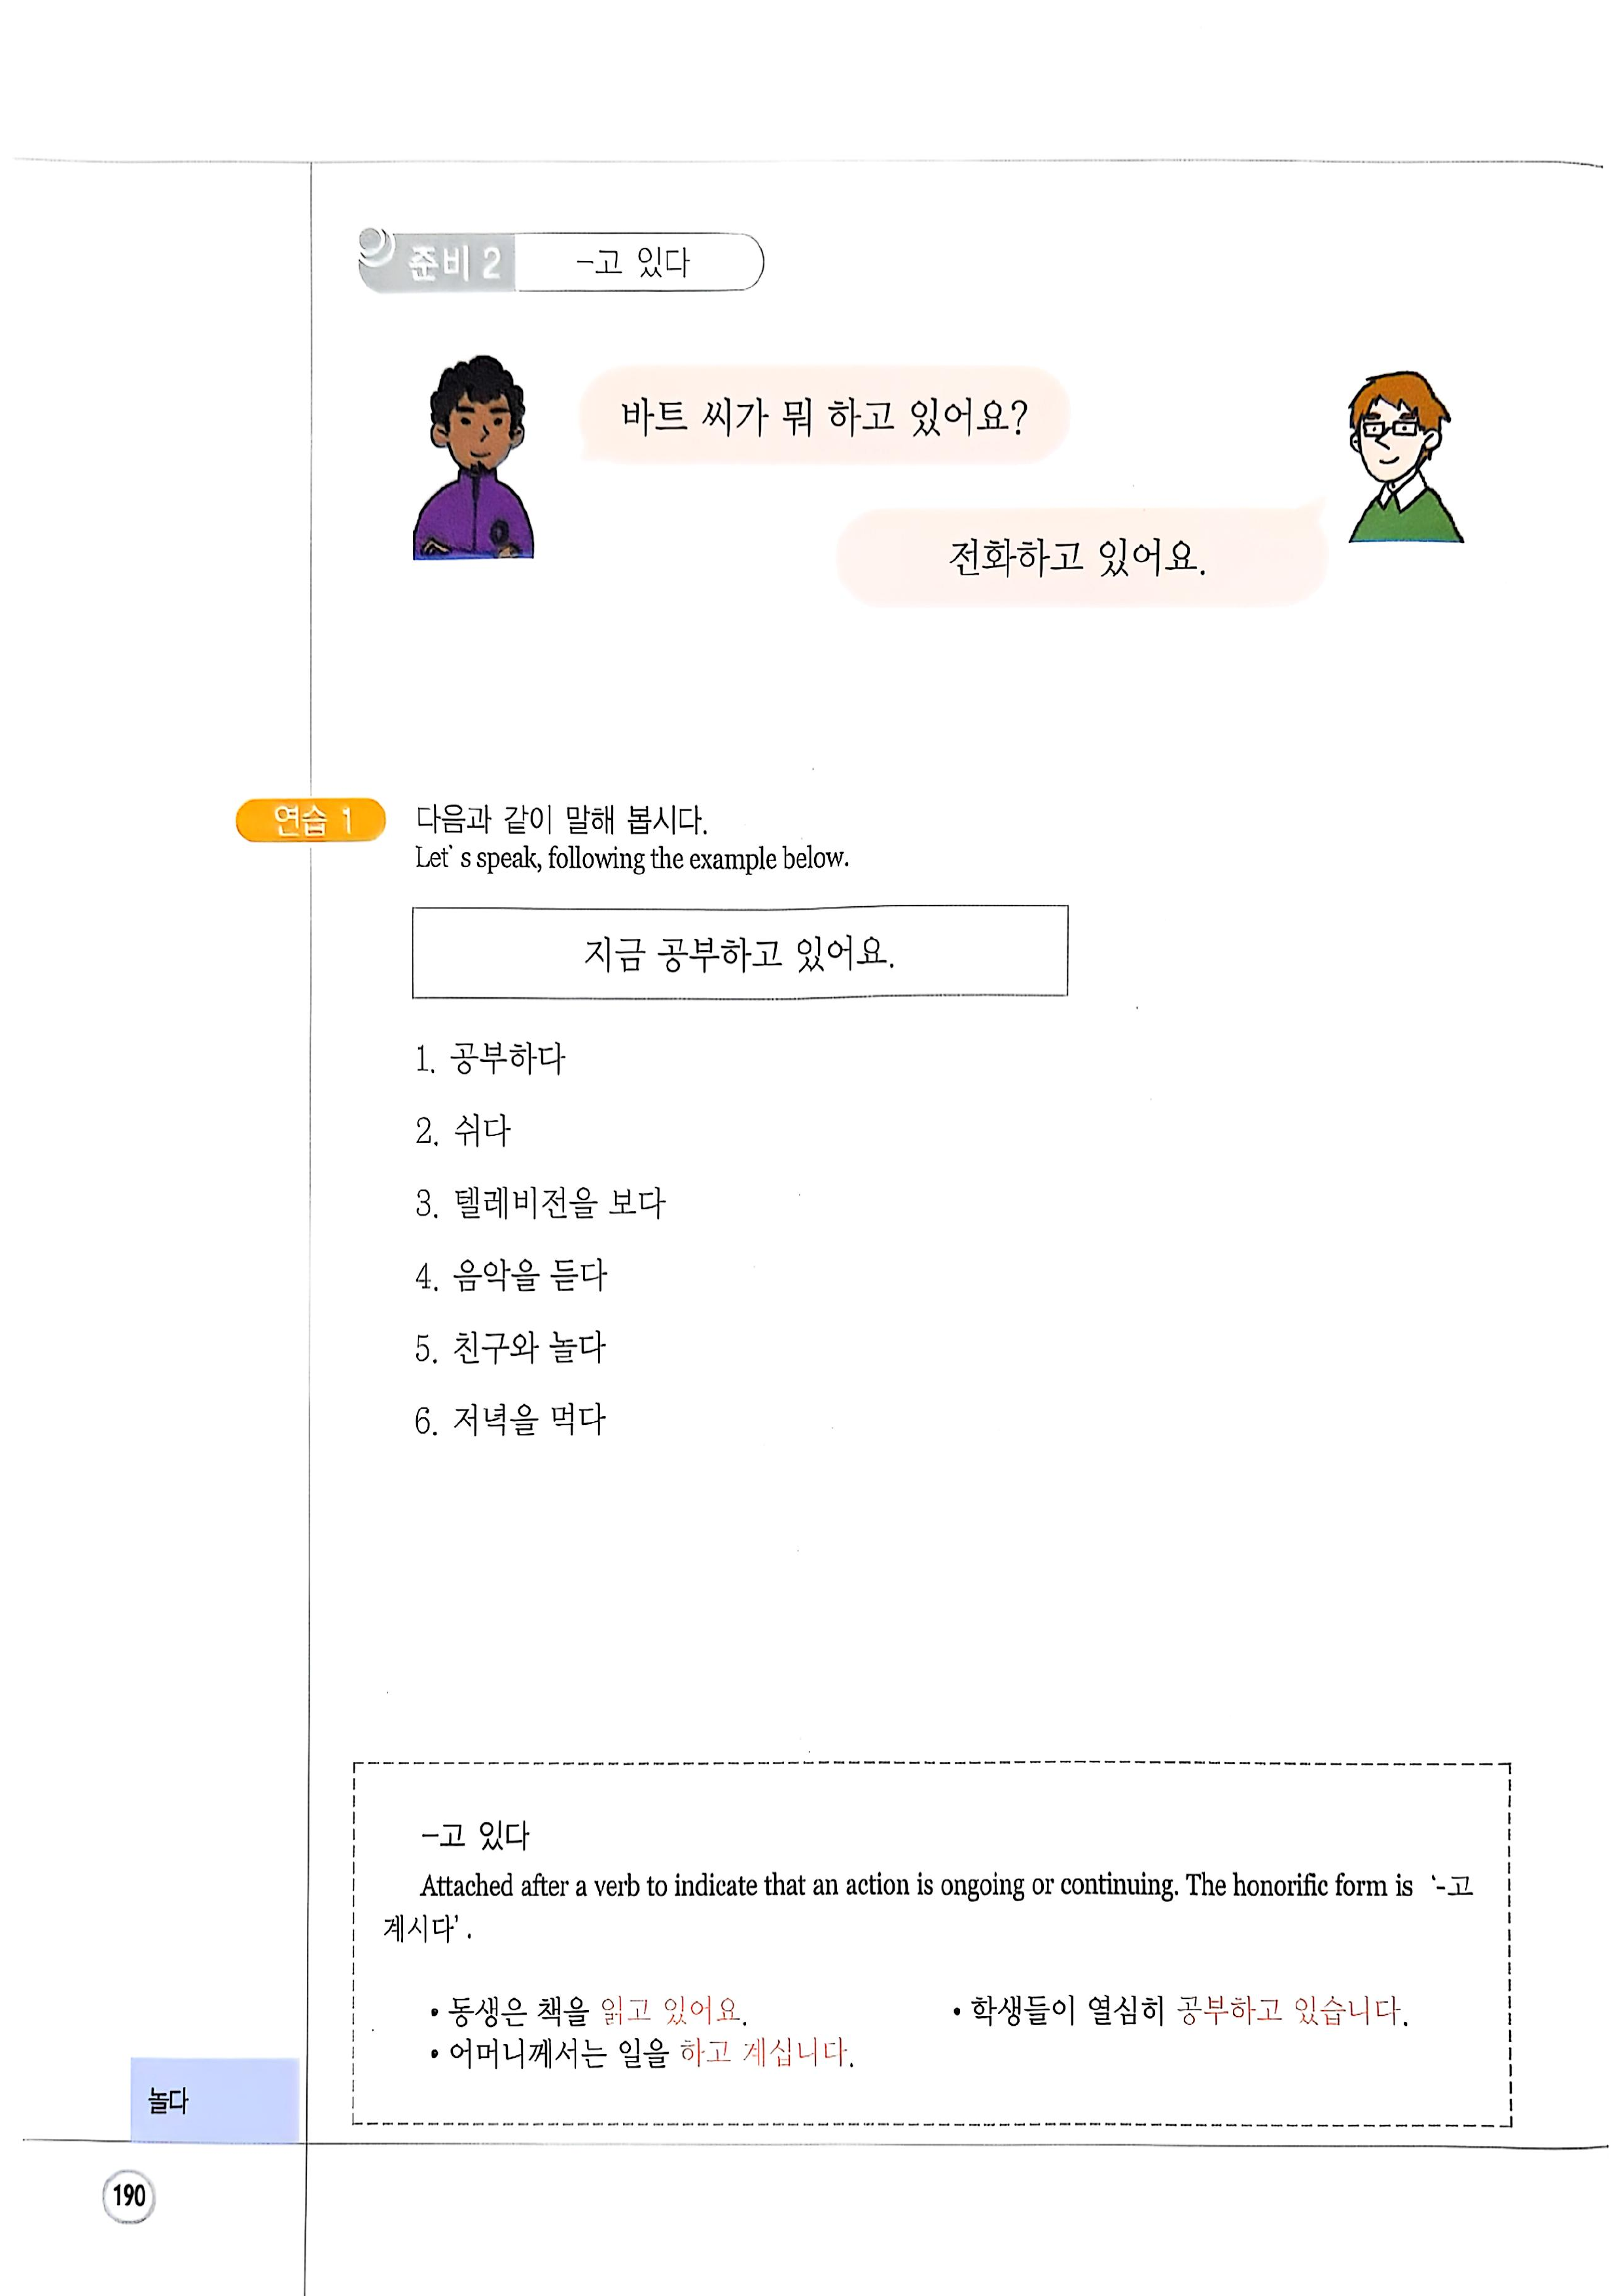 준비 2
-고 있다
바트 씨가 뭐 하고 있어요?
전화하고 있어요.
연습 1
다음과 같이 말해 봅시다.
Let's speak, following the example below.
지금 공부하고 있어요.
1. 공부하다
2. 쉬다
3. 텔레비전을 보다
4. 음악을 듣다
5. 친구와 놀다
6. 저녁을 먹다
-고 있다
Attached after a verb to indicate that an action is ongoing or continuing. The honorific form is '-고
계시다'.
• 동생은 책을 읽고 있어요.
• 학생들이 열심히 공부하고 있습니다.
• 어머니께서는 일을 하고 계십니다.
놀다
190